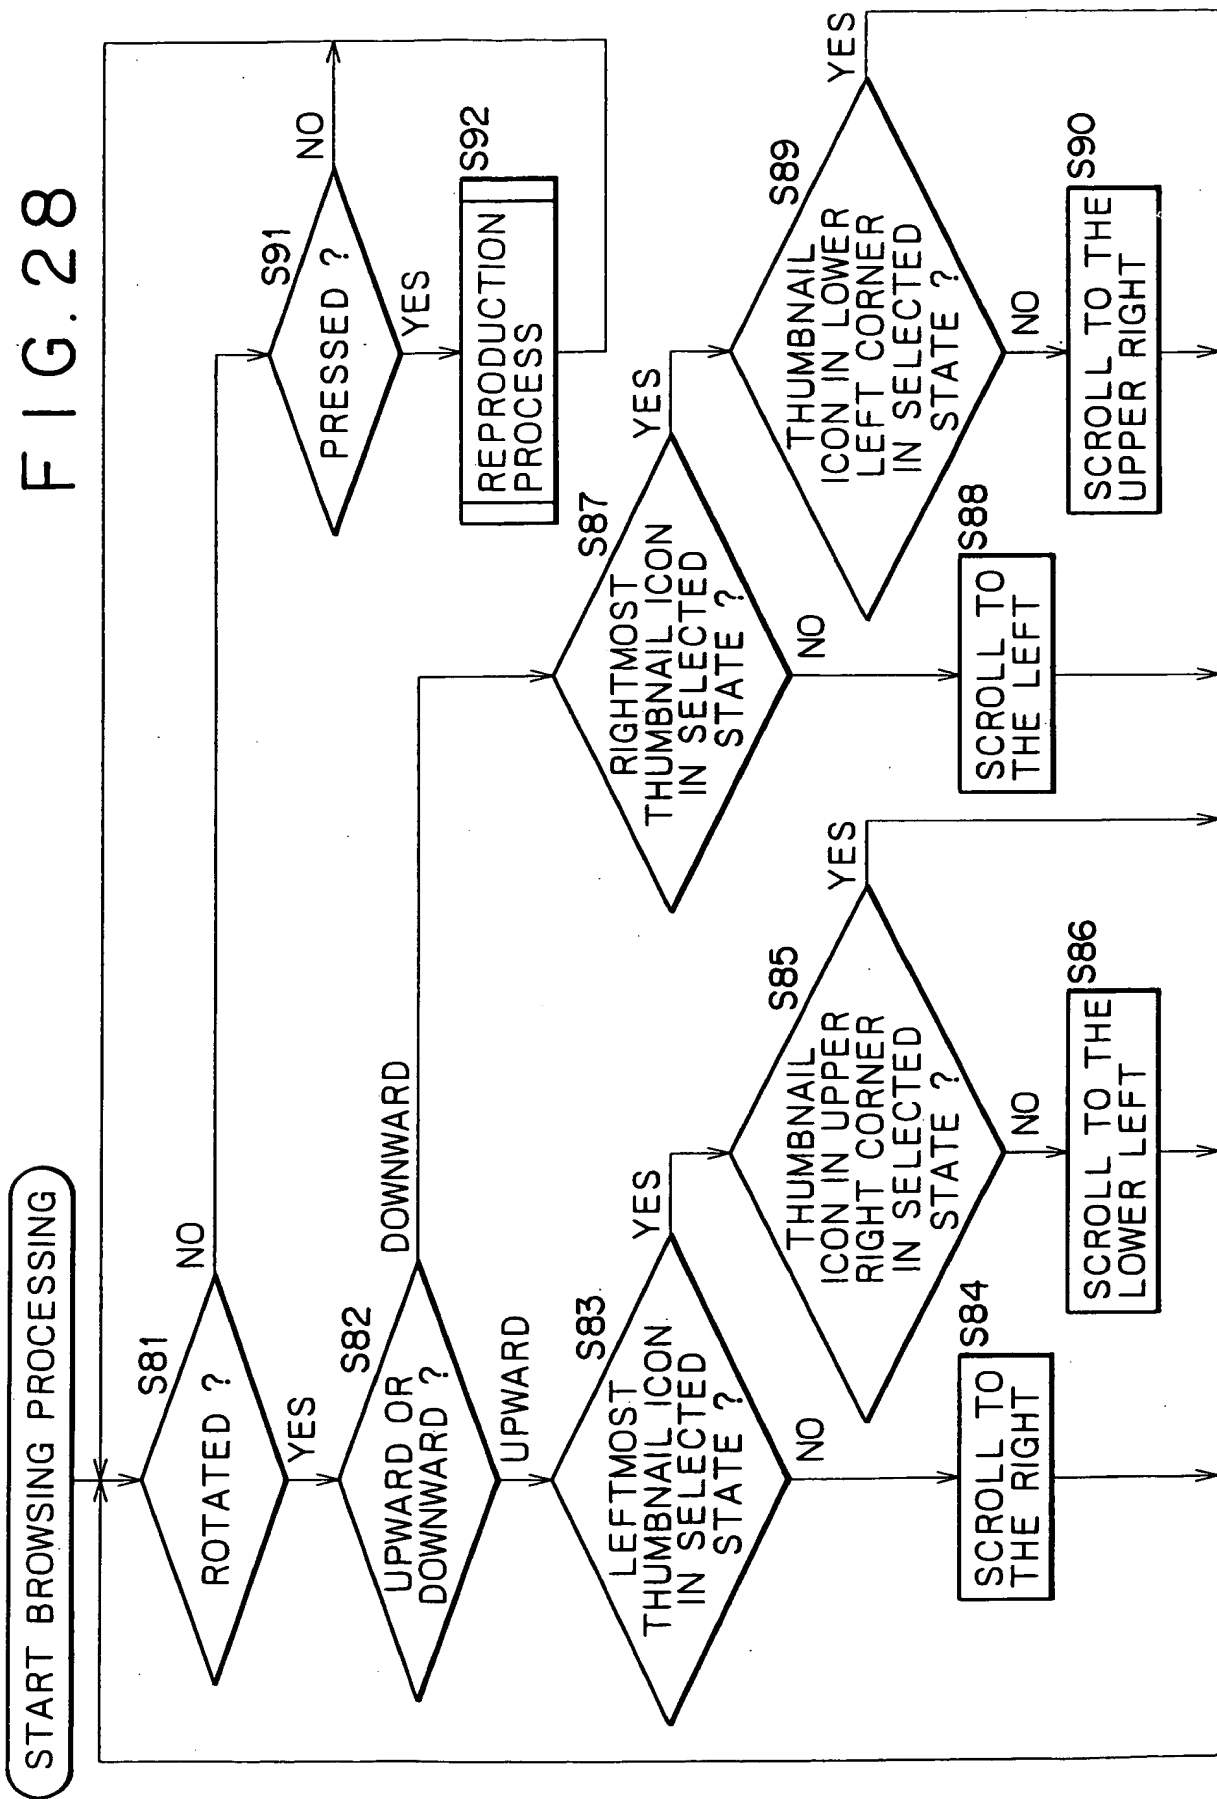 FIG. 28
START BROWSING PROCESSING
S81
ROTATED ?
NO
YES
S82
UPWARD OR
DOWNWARD ?
DOWNWARD
UPWARD
S83
LEFTMOST
THUMBNAIL ICON
IN SELECTED
STATE ?
YES
NO
S84
SCROLL TO
THE RIGHT
S85
THUMBNAIL
ICON IN UPPER
RIGHT CORNER
IN SELECTED
STATE ?
YES
NO
S86
SCROLL TO THE
LOWER LEFT
S87
RIGHTMOST
THUMBNAIL ICON
IN SELECTED
STATE ?
YES
NO
S88
SCROLL TO
THE LEFT
S89
THUMBNAIL
ICON IN LOWER
LEFT CORNER
IN SELECTED
STATE ?
YES
NO
S90
SCROLL TO THE
UPPER RIGHT
S91
PRESSED ?
NO
YES
S92
REPRODUCTION
PROCESS